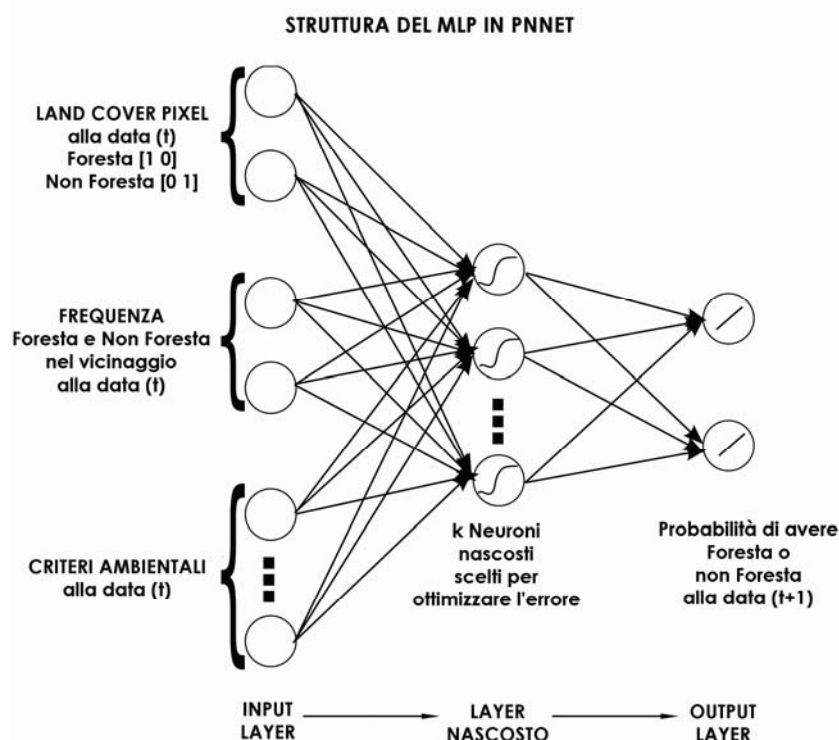 STRUTTURA DEL MLP IN PNNET
LAND COVER PIXEL
alla data (t)
Foresta [1 0]
Non Foresta [0 1]
FREQUENZA
Foresta e Non Foresta
nel vicinaggio
alla data (t)
CRITERI AMBIENTALI
alla data (t)
k Neuroni
nascosti
scelti per
ottimizzare l'errore
Probabilità di avere
Foresta o
non Foresta
alla data (t+1)
INPUT
LAYER
LAYER
NASCOSTO
OUTPUT
LAYER